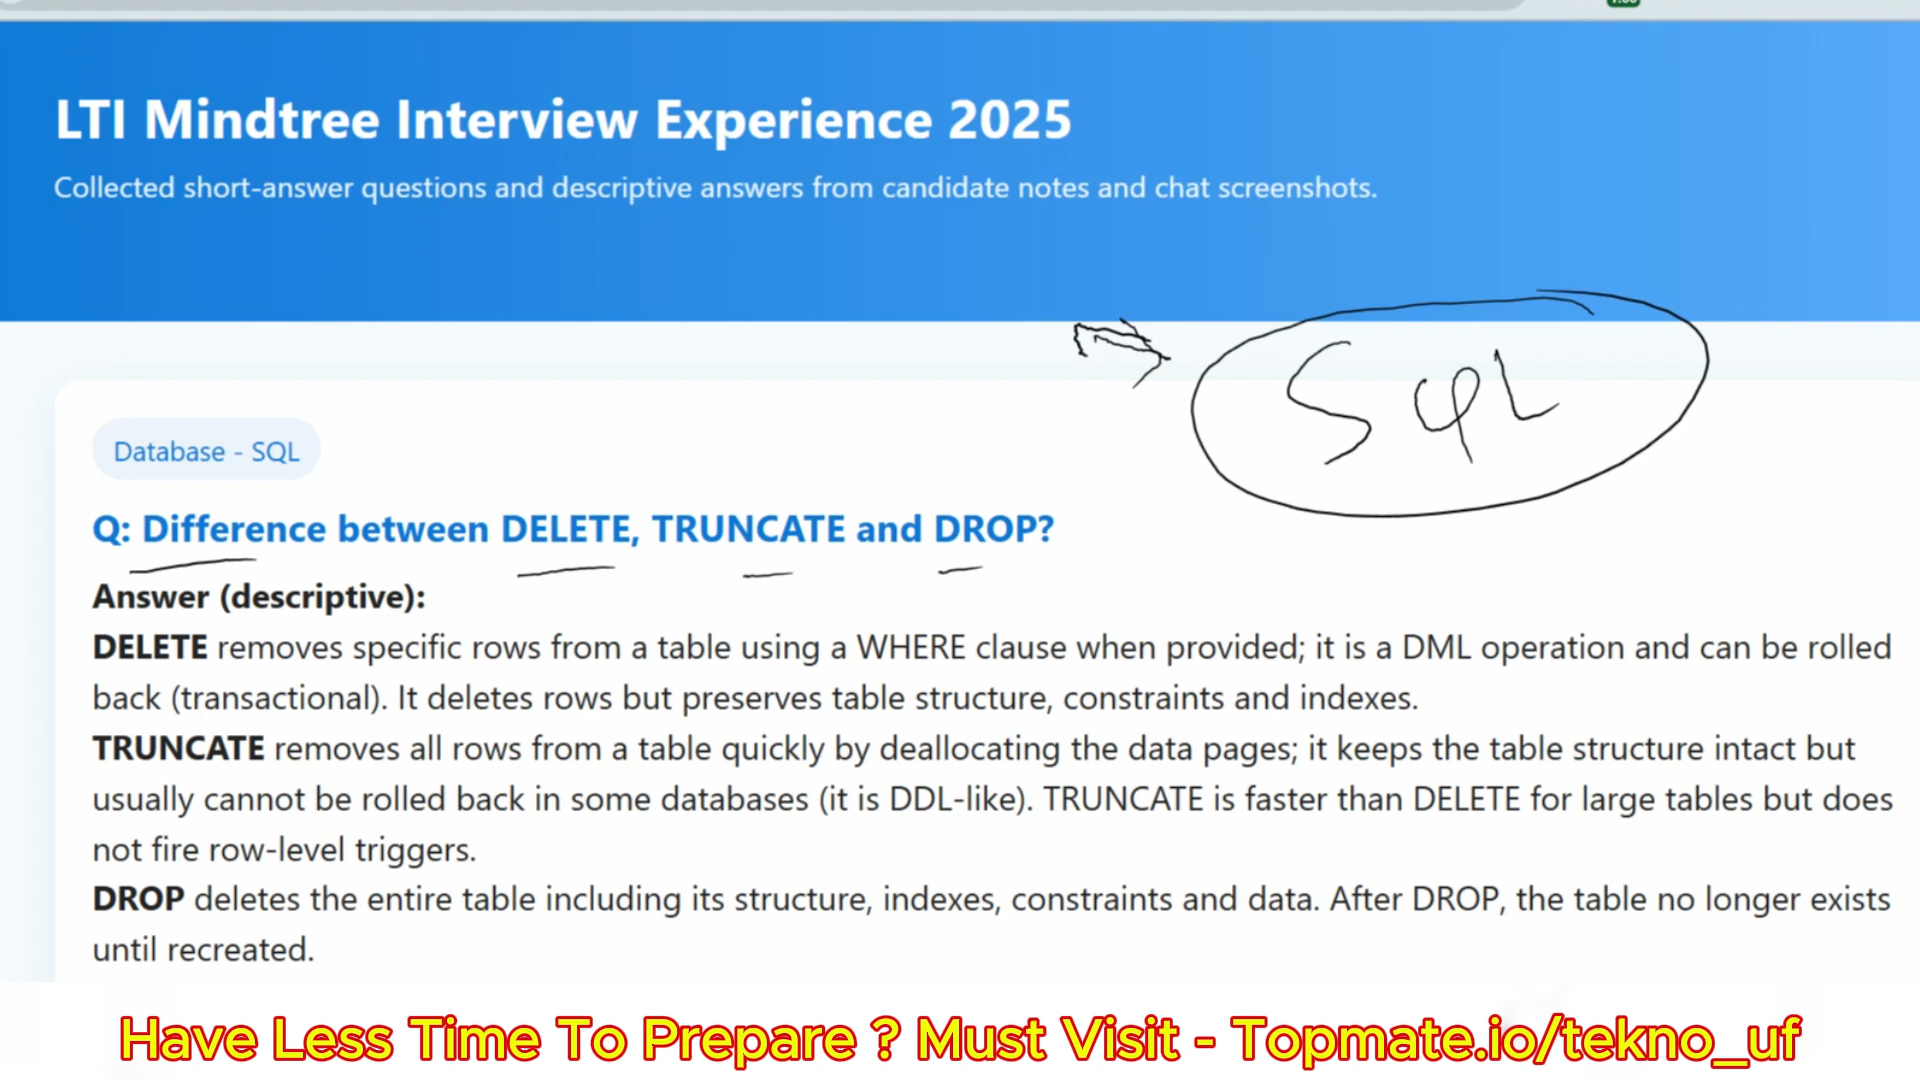 LTI Mindtree Interview Experience 2025
Collected short-answer questions and descriptive answers from candidate notes and chat screenshots.
SQL
Database - SQL
Q: Difference between DELETE, TRUNCATE and DROP?
Answer (descriptive):
DELETE removes specific rows from a table using a WHERE clause when provided; it is a DML operation and can be rolled
back (transactional). It deletes rows but preserves table structure, constraints and indexes.
TRUNCATE removes all rows from a table quickly by deallocating the data pages; it keeps the table structure intact but
usually cannot be rolled back in some databases (it is DDL-like). TRUNCATE is faster than DELETE for large tables but does
not fire row-level triggers.
DROP deletes the entire table including its structure, indexes, constraints and data. After DROP, the table no longer exists
until recreated.
Have Less Time To Prepare ? Must Visit - Topmate.io/tekno_uf